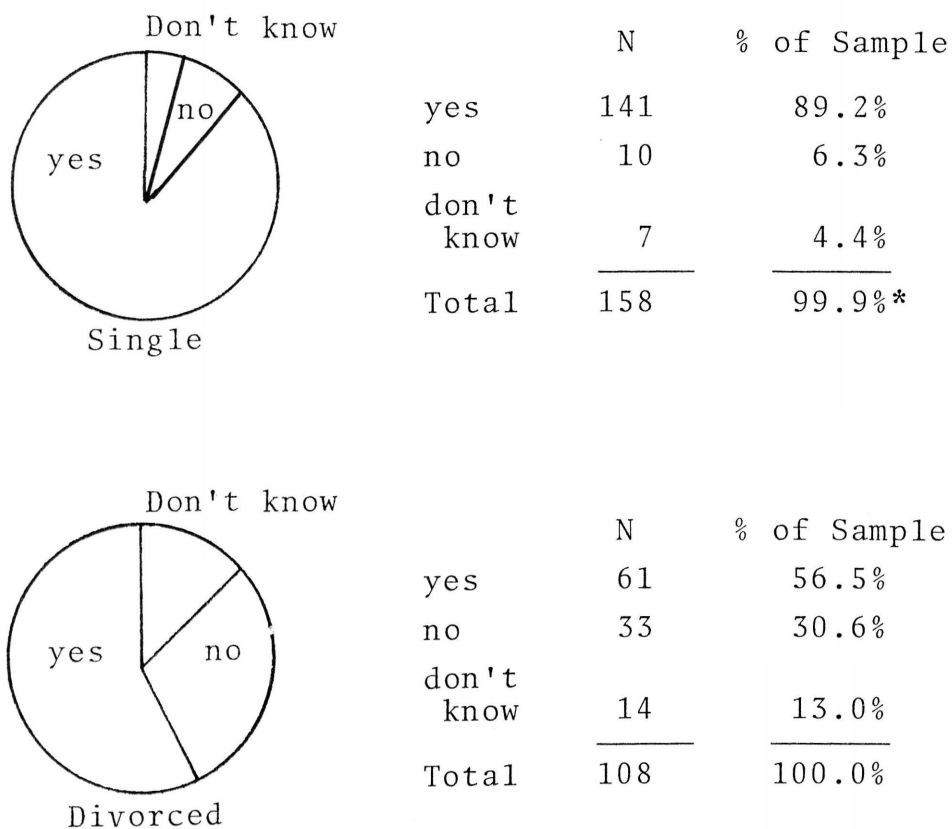 Don't know
no
yes
Single
N % of Sample
yes 141 89.2%
no 10 6.3%
don't
know 7 4.4%
Total 158 99.9%*
Don't know
yes no
Divorced
N % of Sample
yes 61 56.5%
no 33 30.6%
don't
know 14 13.0%
Total 108 100.0%